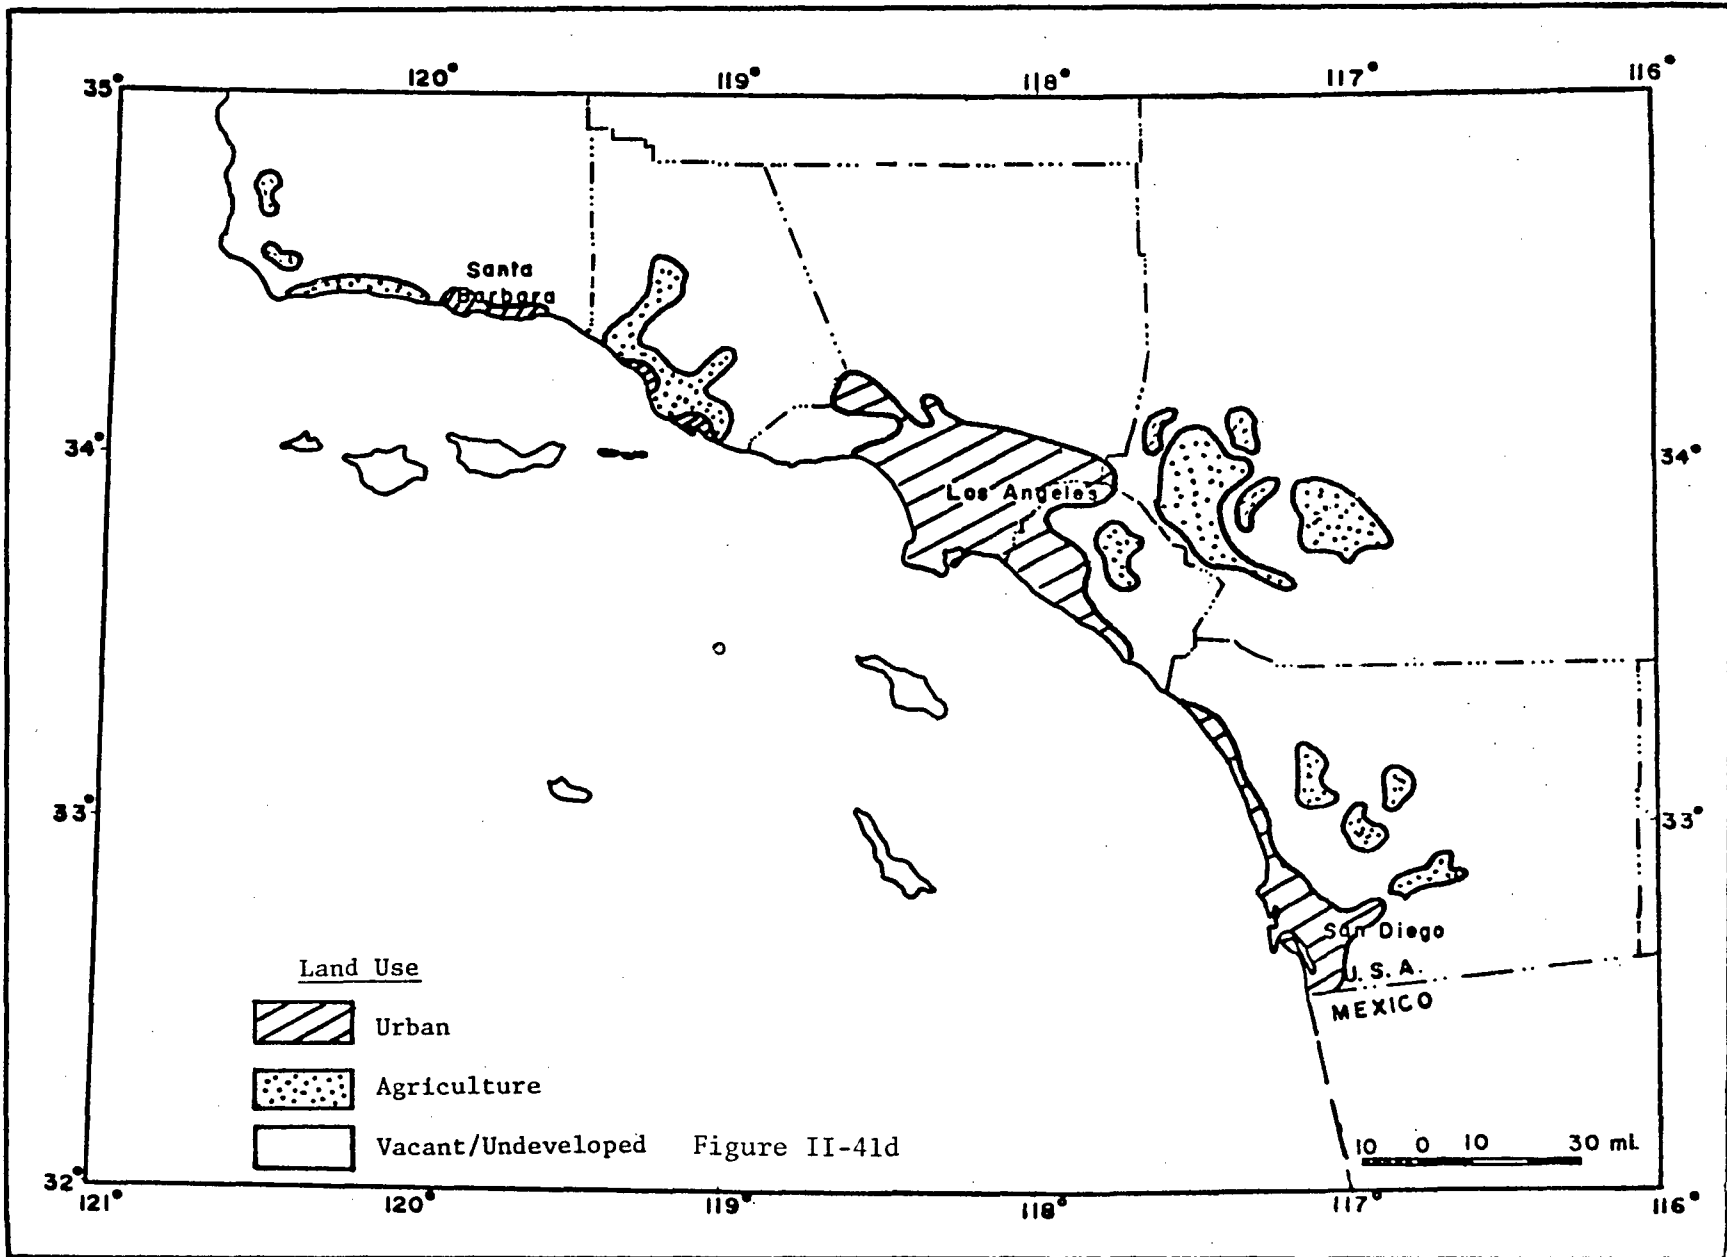 120° 119° 118° 117° 116°
35°
Santa
Barbara
34° 34°
Los Angeles
33° 33°
San Diego
Land Use
U.S.A.
MEXICO
Urban
Agriculture
Vacant/Undeveloped Figure II-41d
10 0 10 30 mi.
32°
121° 120° 119° 118° 117° 116°